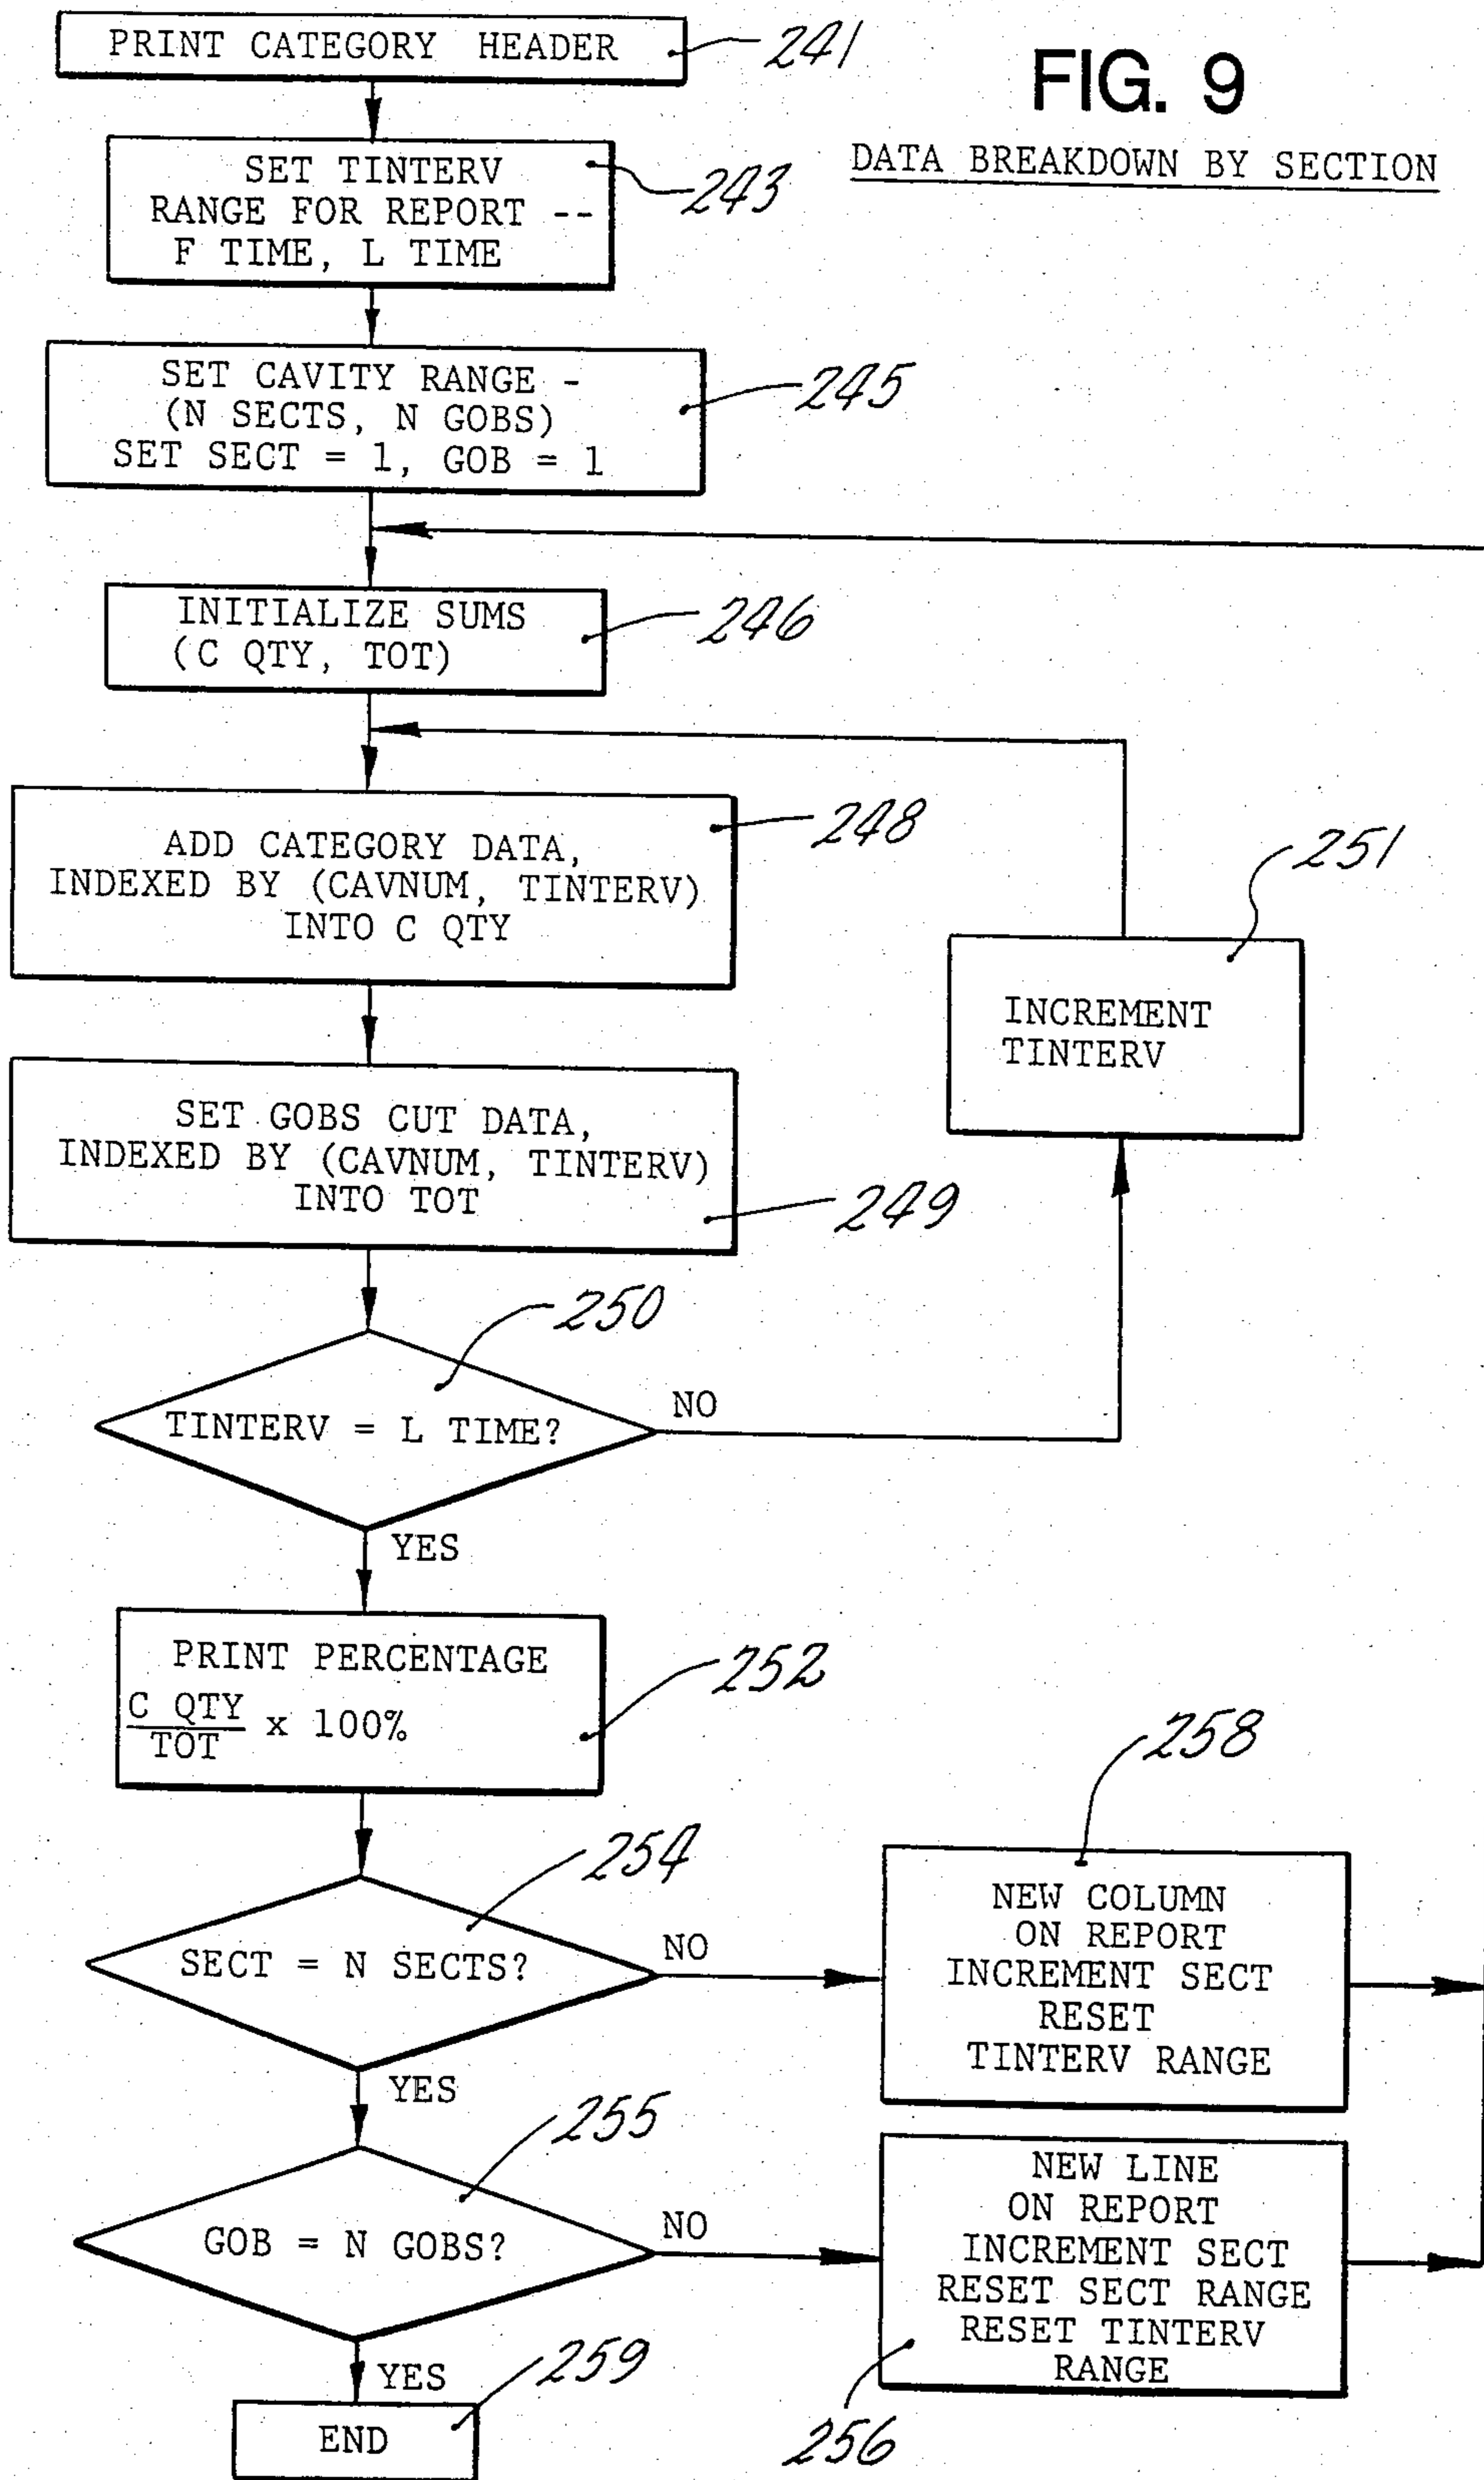 PRINT CATEGORY HEADER
241
FIG. 9
DATA BREAKDOWN BY SECTION
SET TINTERV
RANGE FOR REPORT --
F TIME, L TIME
243
SET CAVITY RANGE -
(N SECTS, N GOBS)
SET SECT = 1, GOB = 1
245
INITIALIZE SUMS
(C QTY, TOT)
246
ADD CATEGORY DATA,
INDEXED BY (CAVNUM, TINTERV)
INTO C QTY
248
251
INCREMENT
TINTERV
SET GOBS CUT DATA,
INDEXED BY (CAVNUM, TINTERV)
INTO TOT
249
250
TINTERV = L TIME?
NO
YES
PRINT PERCENTAGE
C QTY
TOT
x 100%
252
254
SECT = N SECTS?
NO
YES
258
NEW COLUMN
ON REPORT
INCREMENT SECT
RESET
TINTERV RANGE
255
GOB = N GOBS?
NO
YES
NEW LINE
ON REPORT
INCREMENT SECT
RESET SECT RANGE
RESET TINTERV
RANGE
256
259
END